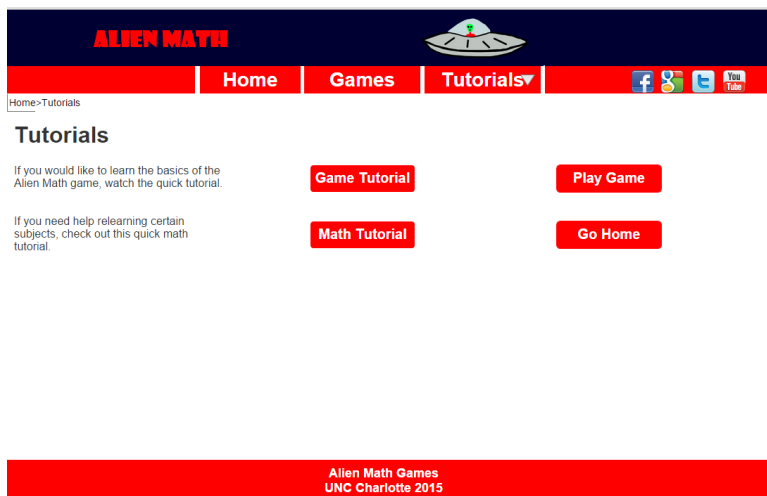 ALIEN MATH
Home Games Tutorials
You
Tube
Home>Tutorials
Tutorials
If you would like to learn the basics of the
Alien Math game, watch the quick tutorial.
Game Tutorial
Play Game
If you need help relearning certain
subjects, check out this quick math
tutorial.
Math Tutorial
Go Home
Alien Math Games
UNC Charlotte 2015